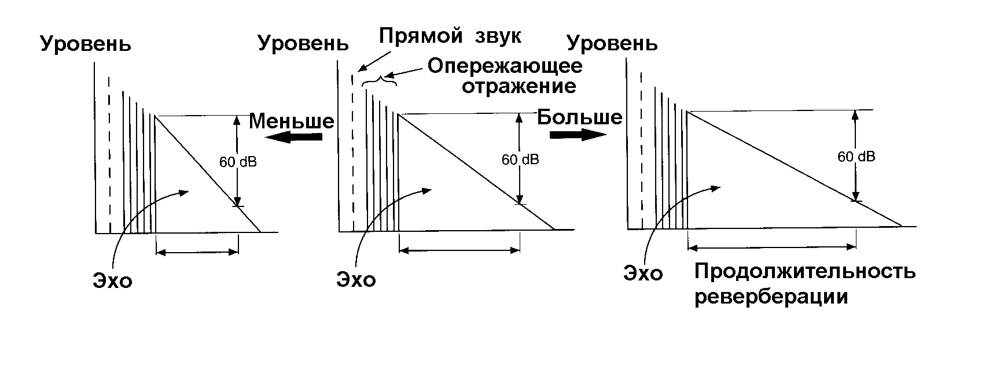 Уровень
Уровень
Прямой звук
Уровень
Опережающее
отражение
Меньше
Больше
60 dB
60 dB
60 dB
Эхо
Эхо
Эхо
Продолжительность
реверберации